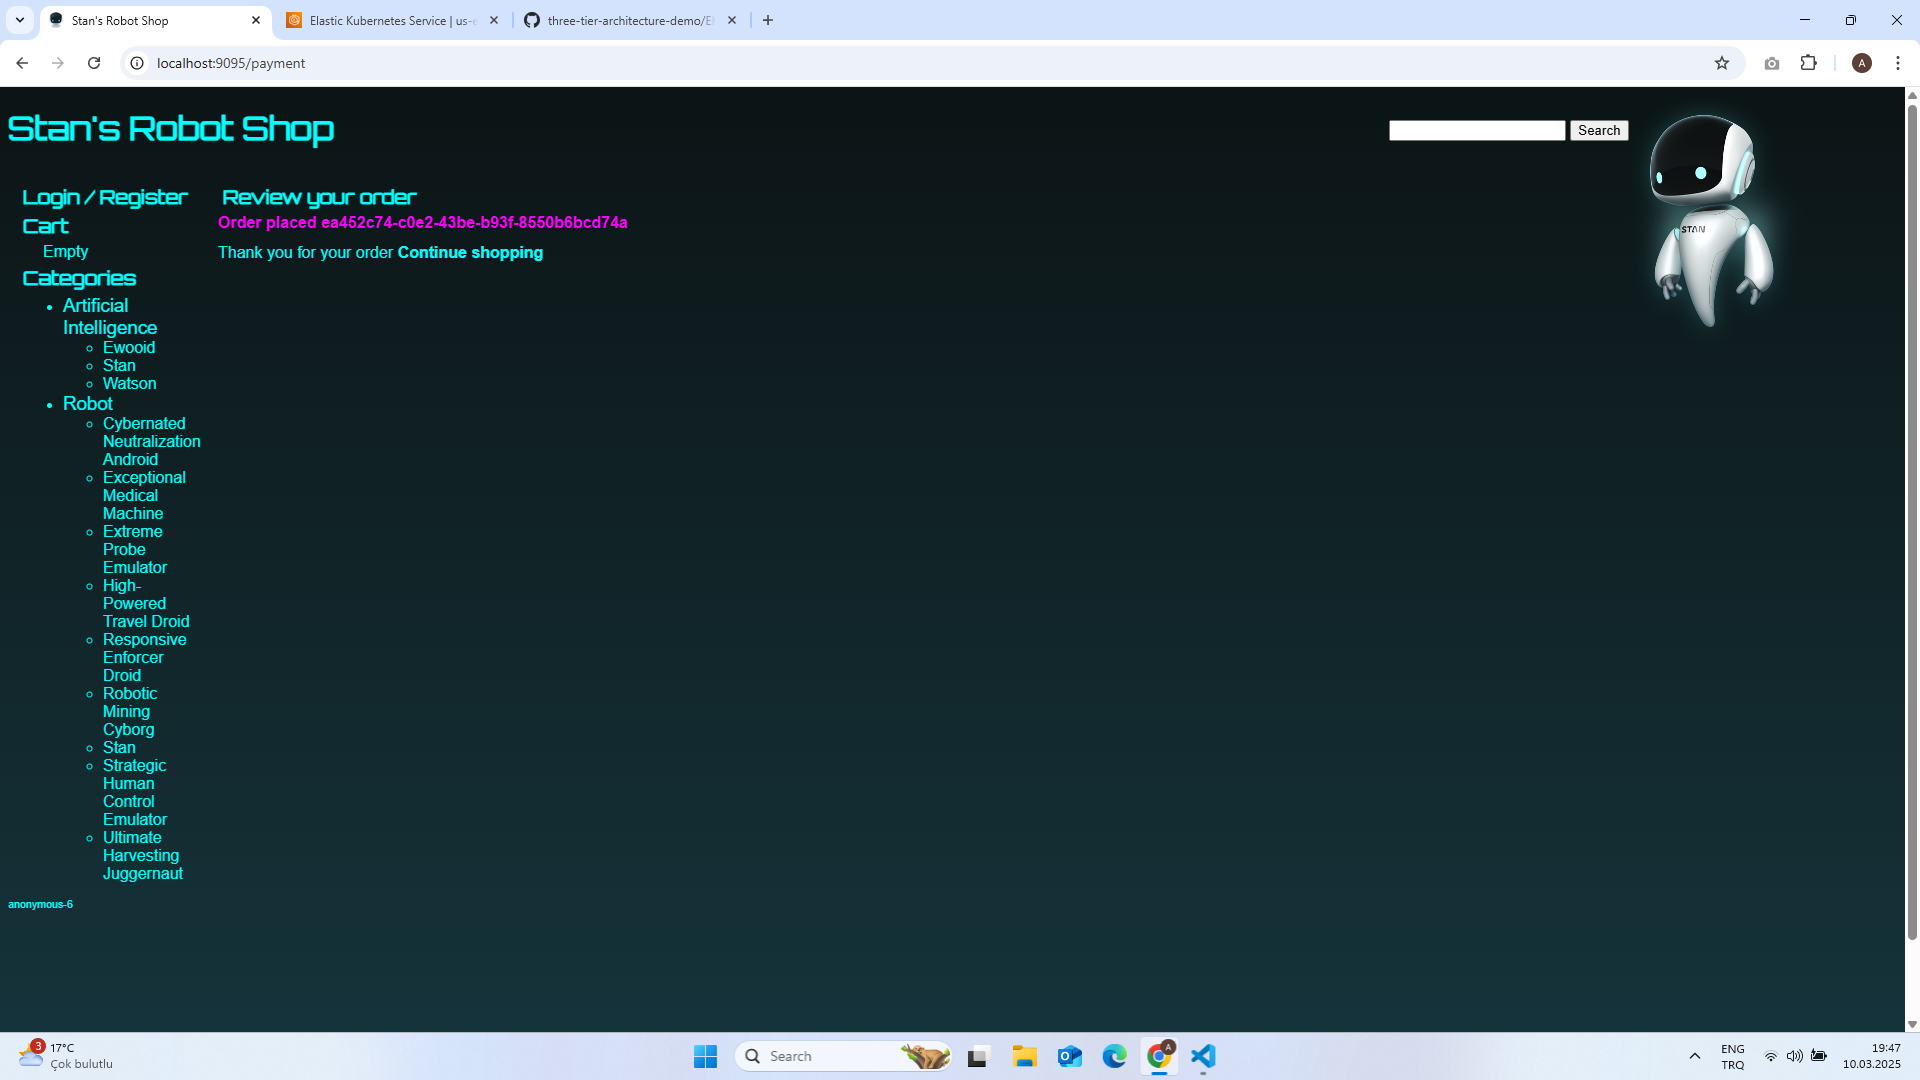 Stan's Robot Shop
Elastic Kubernetes Service | us-e
three-tier-architecture-demo/E
localhost:9095/payment
A
Stan's Robot Shop
Search
STAN
Login / Register
Cart
Empty
Categories
Artificial
Intelligence
Ewooid
Stan
Watson
Robot
Cybernated
Neutralization
Android
Exceptional
Medical
Machine
Extreme
Probe
Emulator
High-
Powered
Travel Droid
Responsive
Enforcer
Droid
Robotic
Mining
Cyborg
Stan
Strategic
Human
Control
Emulator
Ultimate
Harvesting
Juggernaut
anonymous-6
Review your order
Order placed ea452c74-c0e2-43be-b93f-8550b6bcd74a
Thank you for your order Continue shopping
3
17°C
Çok bulutlu
Search
A
ENG
TRQ
19:47
10.03.2025